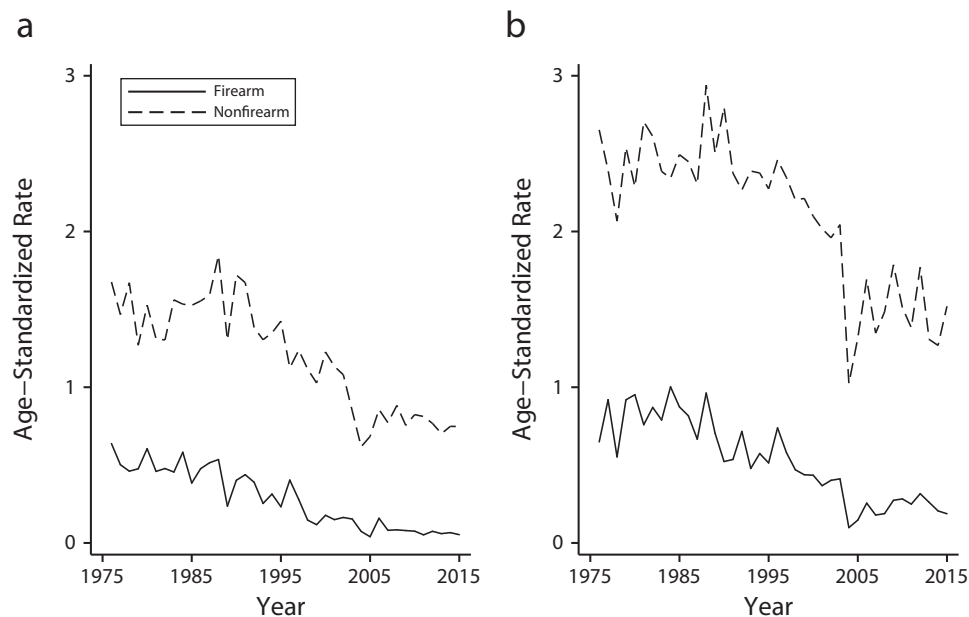 a
3
2
1
0
Age–Standardized Rate
Firearm
Nonfirearm
1975 1985 1995 2005 2015
Year
b
3
2
1
0
Age–Standardized Rate
1975 1985 1995 2005 2015
Year